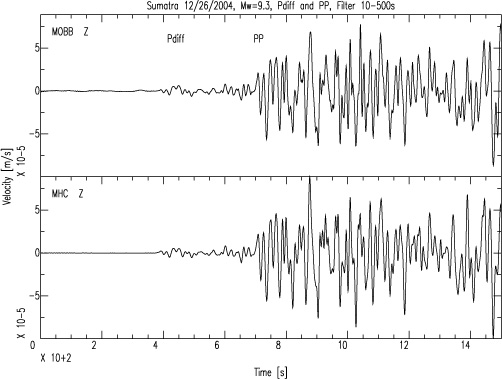 Sumatra 12/26/2004, Mw=9.3, Pdiff and PP, Filter 10-500s
MOBB Z
Pdiff PP
5
0
-5
X 10-5
Velocity [m/s]
MHC Z
5
0
-5
X 10-5
0 2 4 6 8 10 12 14
X 10+2
Time [s]